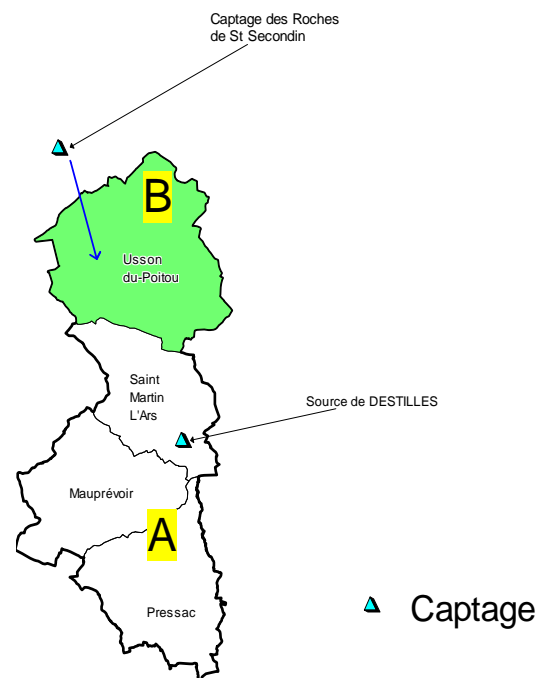 Captage des Roches
de St Secondin
B
Usson
du-Poitou
Saint
Martin
L'Ars
Source de DESTILLES
Mauprévoir
A
Pressac
Captage